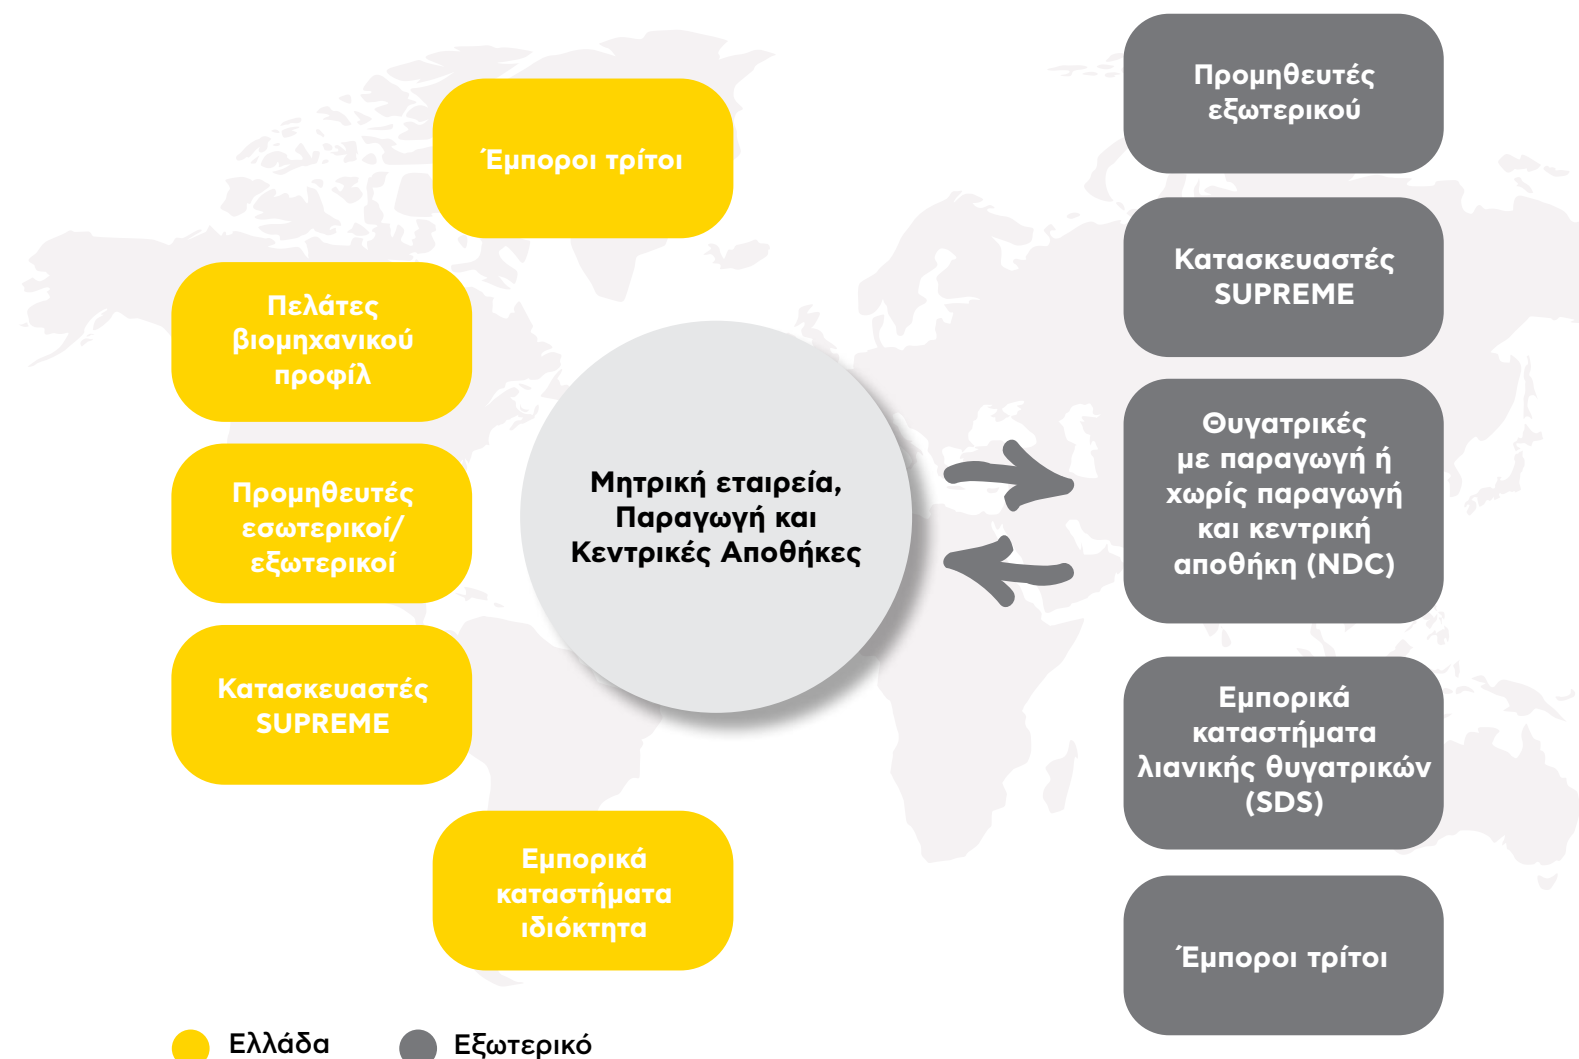 Έμποροι τρίτοι
Πελάτες
βιομηχανικού
προφίλ
Προμηθευτές
εσωτερικοί/
εξωτερικοί
Κατασκευαστές
SUPREME
Εμπορικά
καταστήματα
ιδιόκτητα
Μητρική εταιρεία,
Παραγωγή και
Κεντρικές Αποθήκες
Προμηθευτές
εξωτερικού
Κατασκευαστές
SUPREME
Θυγατρικές
με παραγωγή ή
χωρίς παραγωγή
και κεντρική
αποθήκη (NDC)
Εμπορικά
καταστήματα
λιανικής θυγατρικών
(SDS)
Έμποροι τρίτοι
Ελλάδα
Εξωτερικό